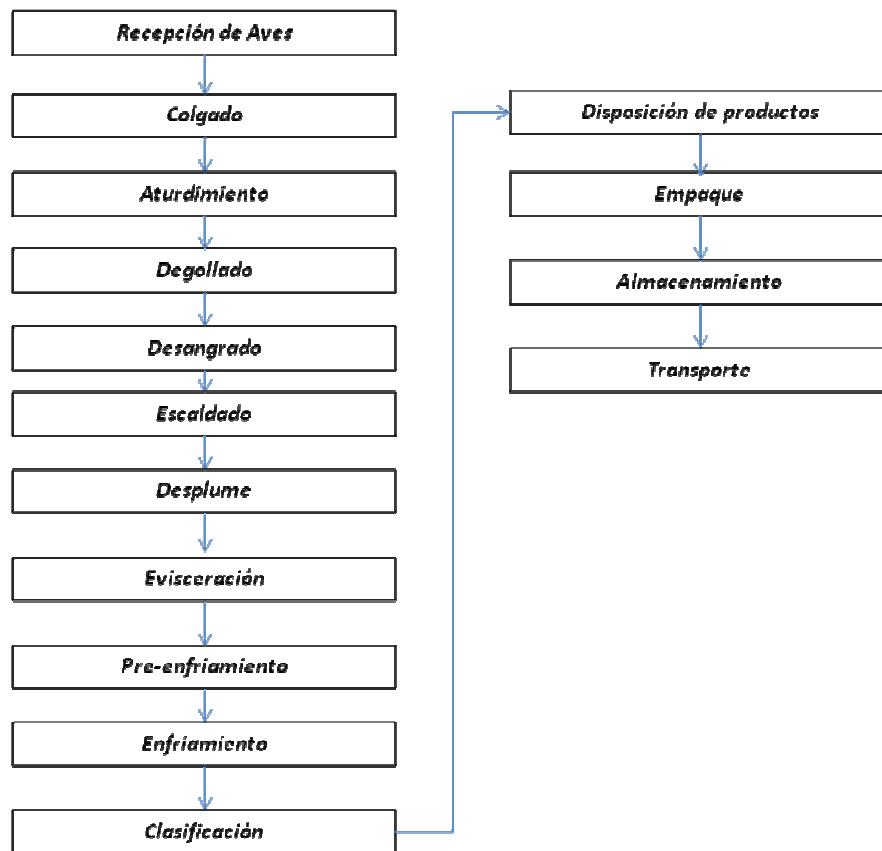 Recepción de Aves
Colgado
Aturdimiento
Degollado
Desangrado
Escaldado
Desplume
Evisceración
Pre-enfriamiento
Enfriamiento
Clasificación
Disposición de productos
Empaque
Almacenamiento
Transporte